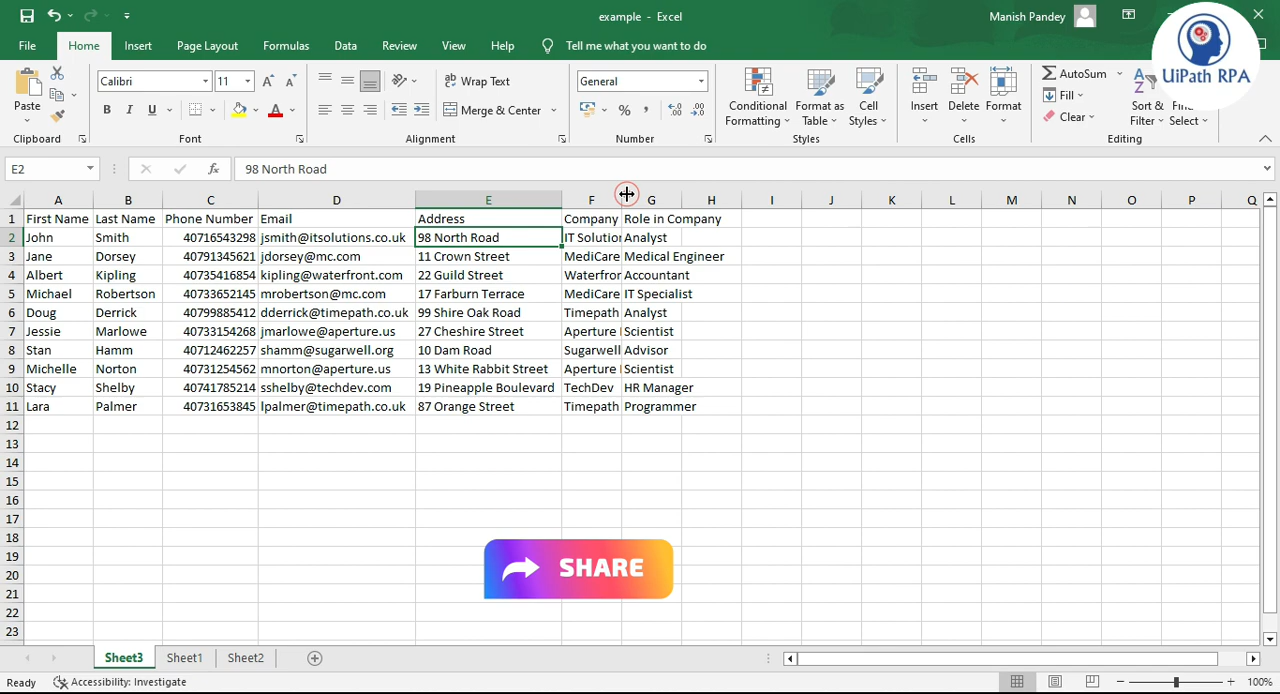 example - Excel
Manish Pandey
File Home Insert Page Layout Formulas Data Review View Help Tell me what you want to do
UiPath RPA
Paste
Calibri 11
B I U
Wrap Text
Merge & Center
General
Conditional Formatting
Format as Table
Cell Styles
Insert Delete Format
AutoSum
Fill
Clear
Sort &
Filter
Select
Clipboard Font Alignment Number Styles Cells Editing
E2 fx 98 North Road
A B C D E F G H I J K L M N O P Q
1 First Name Last Name Phone Number Email Address Company Role in Company
2 John Smith 40716543298 jsmith@itsolutions.co.uk 98 North Road IT Solution Analyst
3 Jane Dorsey 40791345621 jdorsey@mc.com 11 Crown Street MediCare Medical Engineer
4 Albert Kipling 40735416854 kipling@waterfront.com 22 Guild Street Waterfron Accountant
5 Michael Robertson 40733652145 mrobertson@mc.com 17 Farburn Terrace MediCare IT Specialist
6 Doug Derrick 40799885412 dderrick@timepath.co.uk 99 Shire Oak Road Timepath Analyst
7 Jessie Marlowe 40733154268 jmarlowe@aperture.us 27 Cheshire Street Aperture Scientist
8 Stan Hamm 40712462257 shamm@sugarwell.org 10 Dam Road Sugarwell Advisor
9 Michelle Norton 40731254562 mnorton@aperture.us 13 White Rabbit Street Aperture Scientist
10 Stacy Shelby 40741785214 sshelby@techdev.com 19 Pineapple Boulevard TechDev HR Manager
11 Lara Palmer 40731653845 lpalmer@timepath.co.uk 87 Orange Street Timepath Programmer
12
13
14
15
16
17
18
19
20
21
22
23
SHARE
Sheet3 Sheet1 Sheet2
Ready Accessibility: Investigate 100%